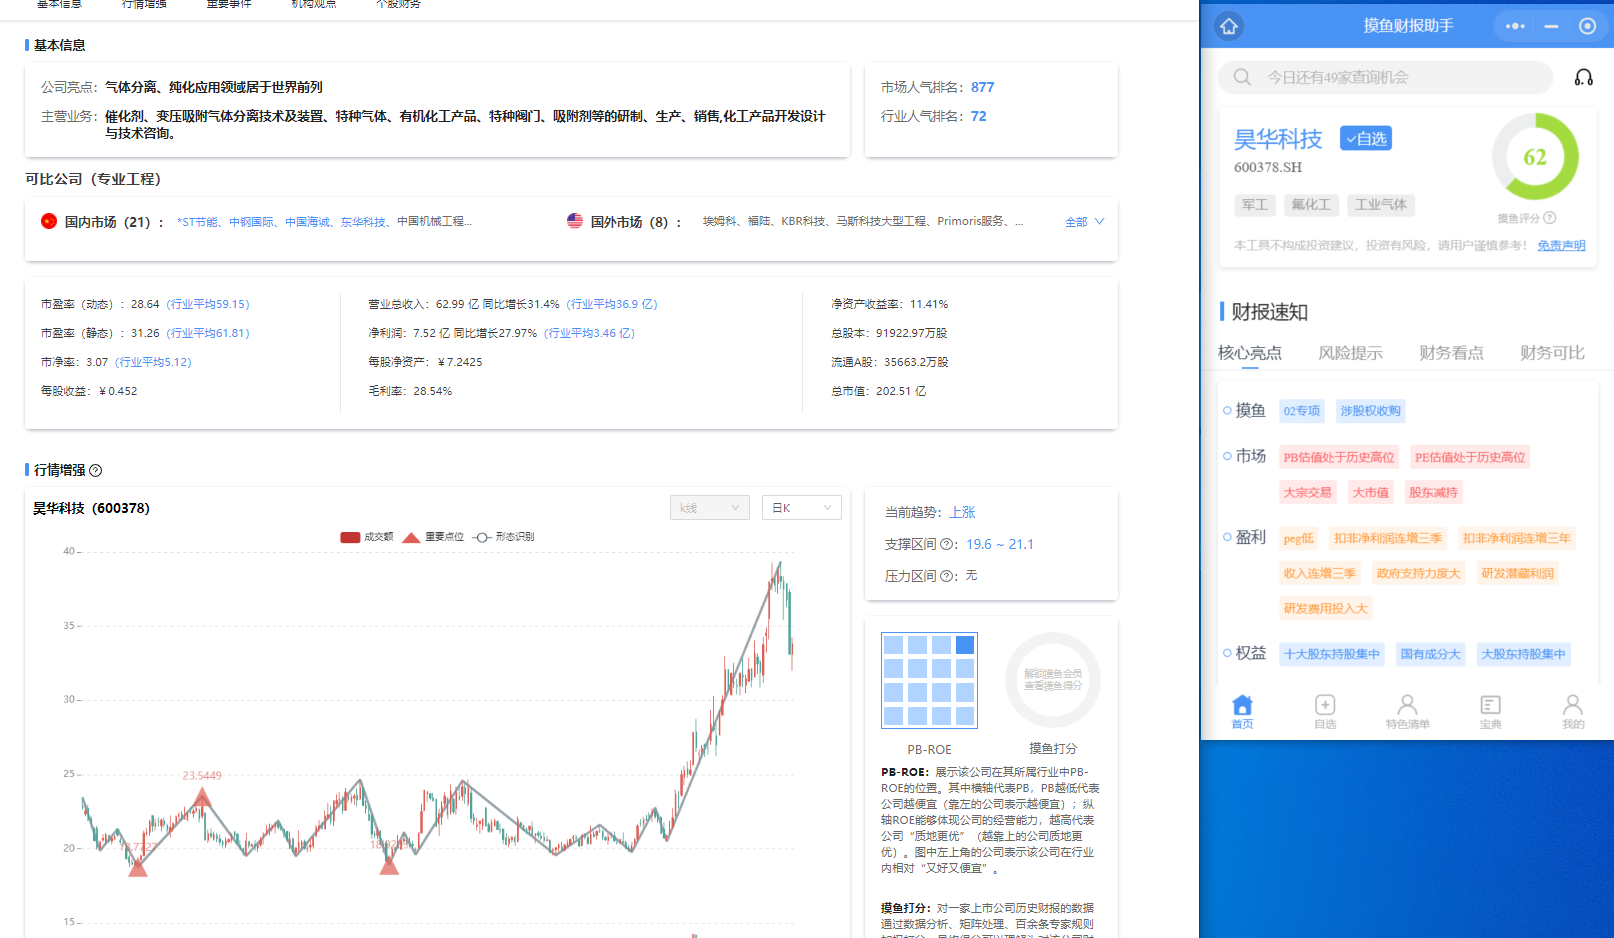 基本信息
行情增强
重要事件
机构观点
个股财务
基本信息
公司亮点：气体分离、纯化应用领域居于世界前列
主营业务：催化剂、变压吸附气体分离技术及装置、特种气体、有机化工产品、特种阀门、吸附剂等的研制、生产、销售,化工产品开发设计
与技术咨询。
市场人气排名：877
行业人气排名：72
可比公司（专业工程）
国内市场（21）：
*ST节能、中钢国际、中国海诚、东华科技、中国机械工程...
国外市场（8）：
埃姆科、福陆、KBR科技、马斯科技大型工程、Primoris服务、...
全部
市盈率（动态）：28.64（行业平均59.15）
市盈率（静态）：31.26（行业平均61.81）
市净率：3.07（行业平均5.12）
每股收益：￥0.452
营业总收入：62.99 亿 同比增长31.4%（行业平均36.9 亿）
净利润：7.52 亿 同比增长27.97%（行业平均3.46 亿）
每股净资产：￥7.2425
毛利率：28.54%
净资产收益率：11.41%
总股本：91922.97万股
流通A股：35663.2万股
总市值：202.51 亿
行情增强 ?
昊华科技（600378）
k线
日K
成交额
重要点位
形态识别
40
35
30
25
20
15
23.5449
当前趋势：上涨
支撑区间 ?：19.6 ~ 21.1
压力区间 ?：无
解锁摸鱼会员
查看摸鱼得分
PB-ROE
摸鱼打分
PB-ROE：展示该公司在其所属行业中PB-
ROE的位置。其中横轴代表PB，PB越低代表
公司越便宜（靠左的公司表示越便宜）；纵
轴ROE能够体现公司的经营能力，越高代表
公司“质地更优”（越靠上的公司质地更
优）。图中左上角的公司表示该公司在行业
内相对“又好又便宜”。
摸鱼打分：对一家上市公司历史财报的数据
通过数据分析、矩阵处理、百余条专家规则
摸鱼财报助手
今日还有49家查询机会
昊华科技
✓自选
600378.SH
62
军工
氟化工
工业气体
摸鱼评分 ?
本工具不构成投资建议，投资有风险，请用户谨慎参考！
免责声明
财报速知
核心亮点
风险提示
财务看点
财务可比
摸鱼
02专项
涉股权收购
市场
PB估值处于历史高位
PE估值处于历史高位
大宗交易
大市值
股东减持
盈利
peg低
扣非净利润连增三季
扣非净利润连增三年
收入连增三季
政府支持力度大
研发潜藏利润
研发费用投入大
权益
十大股东持股集中
国有成分大
大股东持股集中
首页
自选
特色清单
宝典
我的